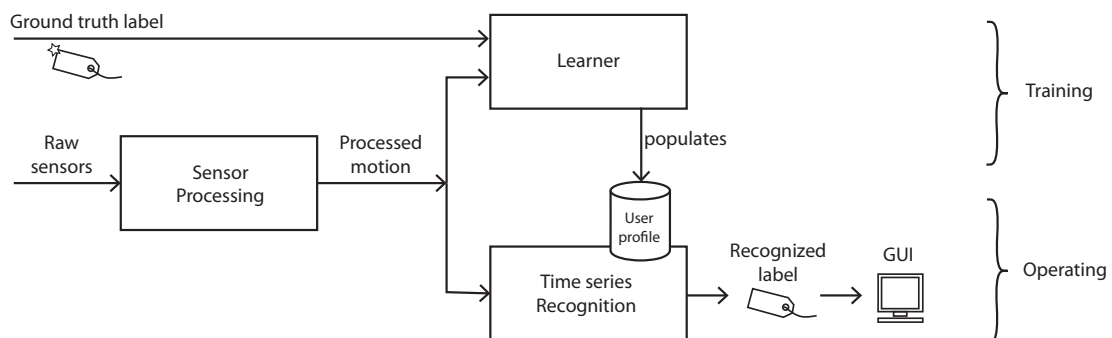 Ground truth label
Learner
Training
populates
Raw
sensors
Sensor
Processing
Processed
motion
User
profile
Time series
Recognition
Recognized
label
GUI
Operating